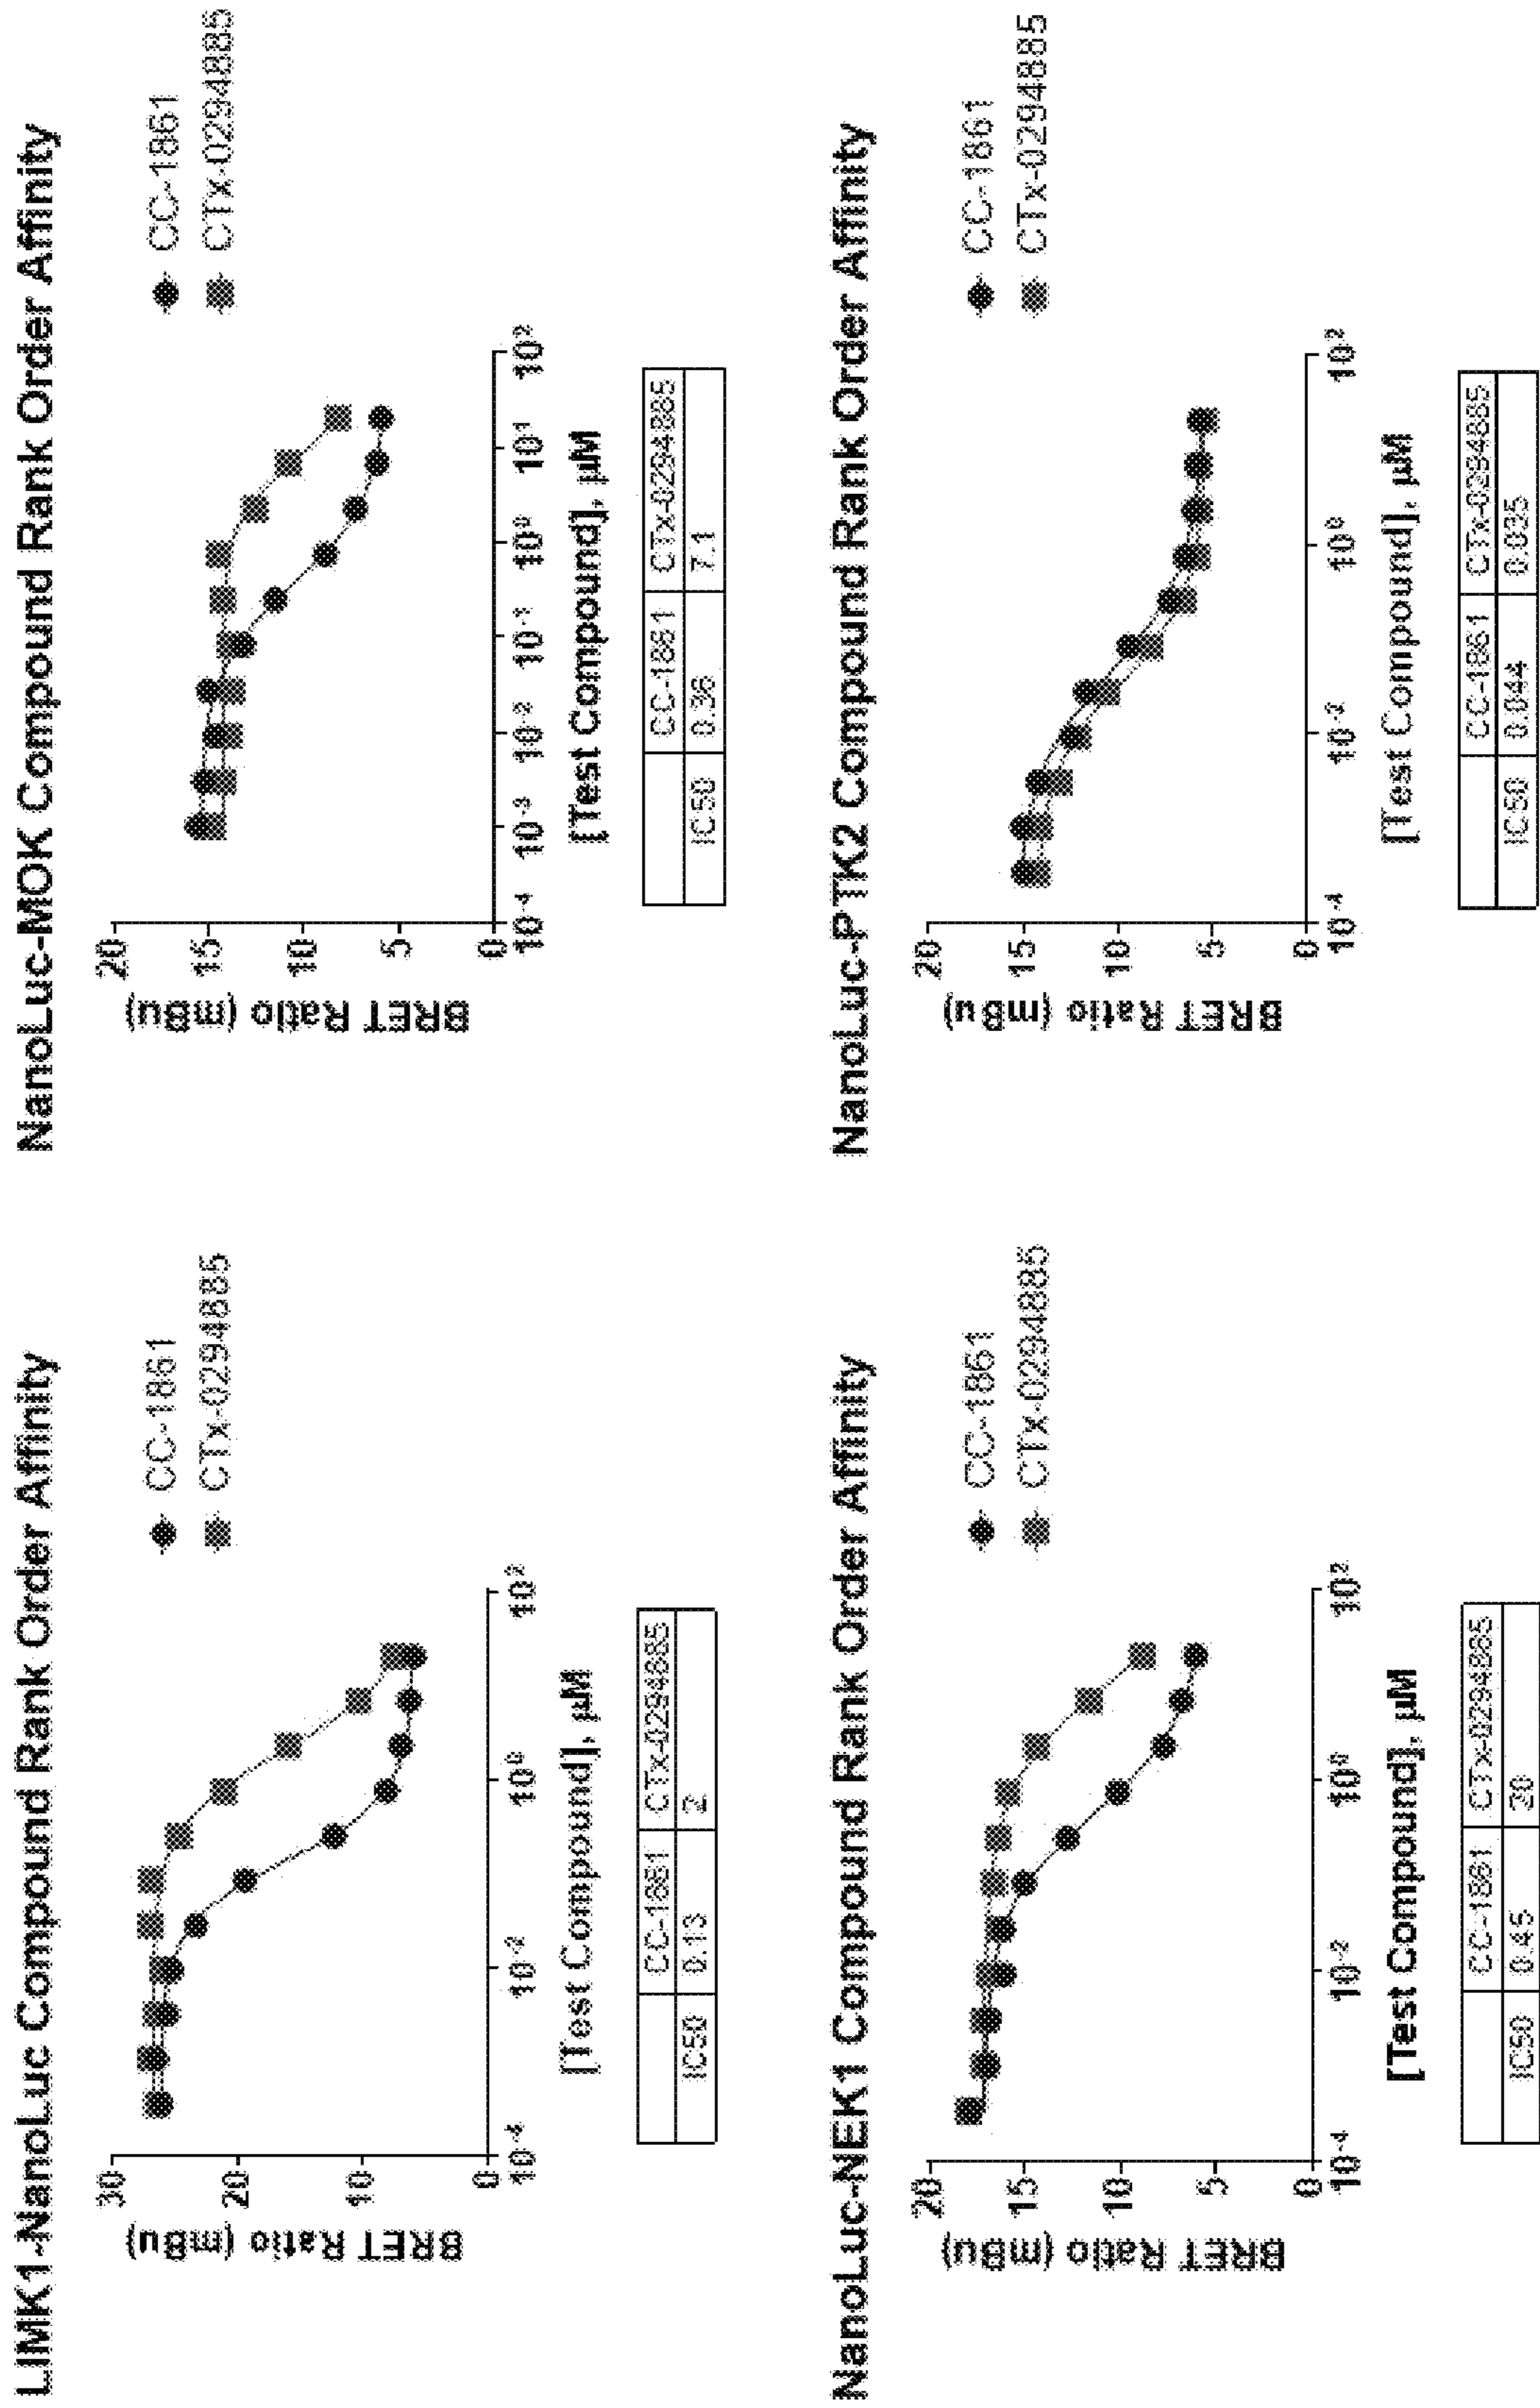 LIMK1-NanoLuc Compound Rank Order Affinity
CC-1861
CTx-0294885
BRET Ratio (mBu)
30
20
10
0
10-4
10-2
100
102
[Test Compound], µM
CC-1861 CTx-0294885
IC50 0.13 2
NanoLuc-MOK Compound Rank Order Affinity
CC-1861
CTx-0294885
BRET Ratio (mBu)
20
15
10
5
0
10-4
10-3
10-2
10-1
100
101
102
[Test Compound], µM
CC-1861 CTx-0294885
IC50 0.36 7.1
NanoLuc-NEK1 Compound Rank Order Affinity
CC-1861
CTx-0294885
BRET Ratio (mBu)
20
15
10
5
0
10-4
10-2
100
102
[Test Compound], µM
CC-1861 CTx-0294885
IC50 0.45
NanoLuc-PTK2 Compound Rank Order Affinity
CC-1861
CTx-0294885
BRET Ratio (mBu)
20
15
10
5
0
10-4
10-2
100
102
[Test Compound], µM
CC-1861 CTx-0294885
IC50 0.044